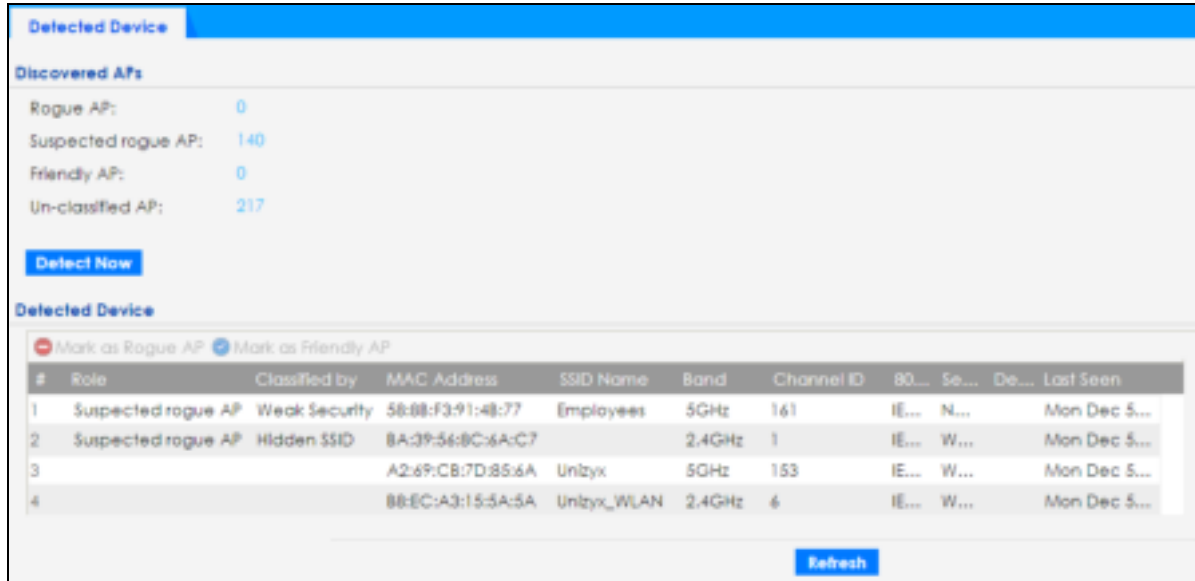 Detected Device
Discovered APs
Rogue AP: 0
Suspected rogue AP: 140
Friendly AP: 0
Un-classified AP: 217
Detect Now
Detected Device
Mark as Rogue AP Mark as Friendly AP
# Role Classified by MAC Address SSID Name Band Channel ID 80... Se... De... Last Seen
1 Suspected rogue AP Weak Security 58:8B:F3:91:4B:77 Employees 5GHz 161 IE... N... Mon Dec 5...
2 Suspected rogue AP Hidden SSID BA:39:56:8C:6A:C7 2.4GHz 1 IE... W... Mon Dec 5...
3 A2:69:CB:7D:85:6A Unizyx 5GHz 153 IE... W... Mon Dec 5...
4 B8:EC:A3:15:5A:5A Unizyx_WLAN 2.4GHz 6 IE... W... Mon Dec 5...
Refresh